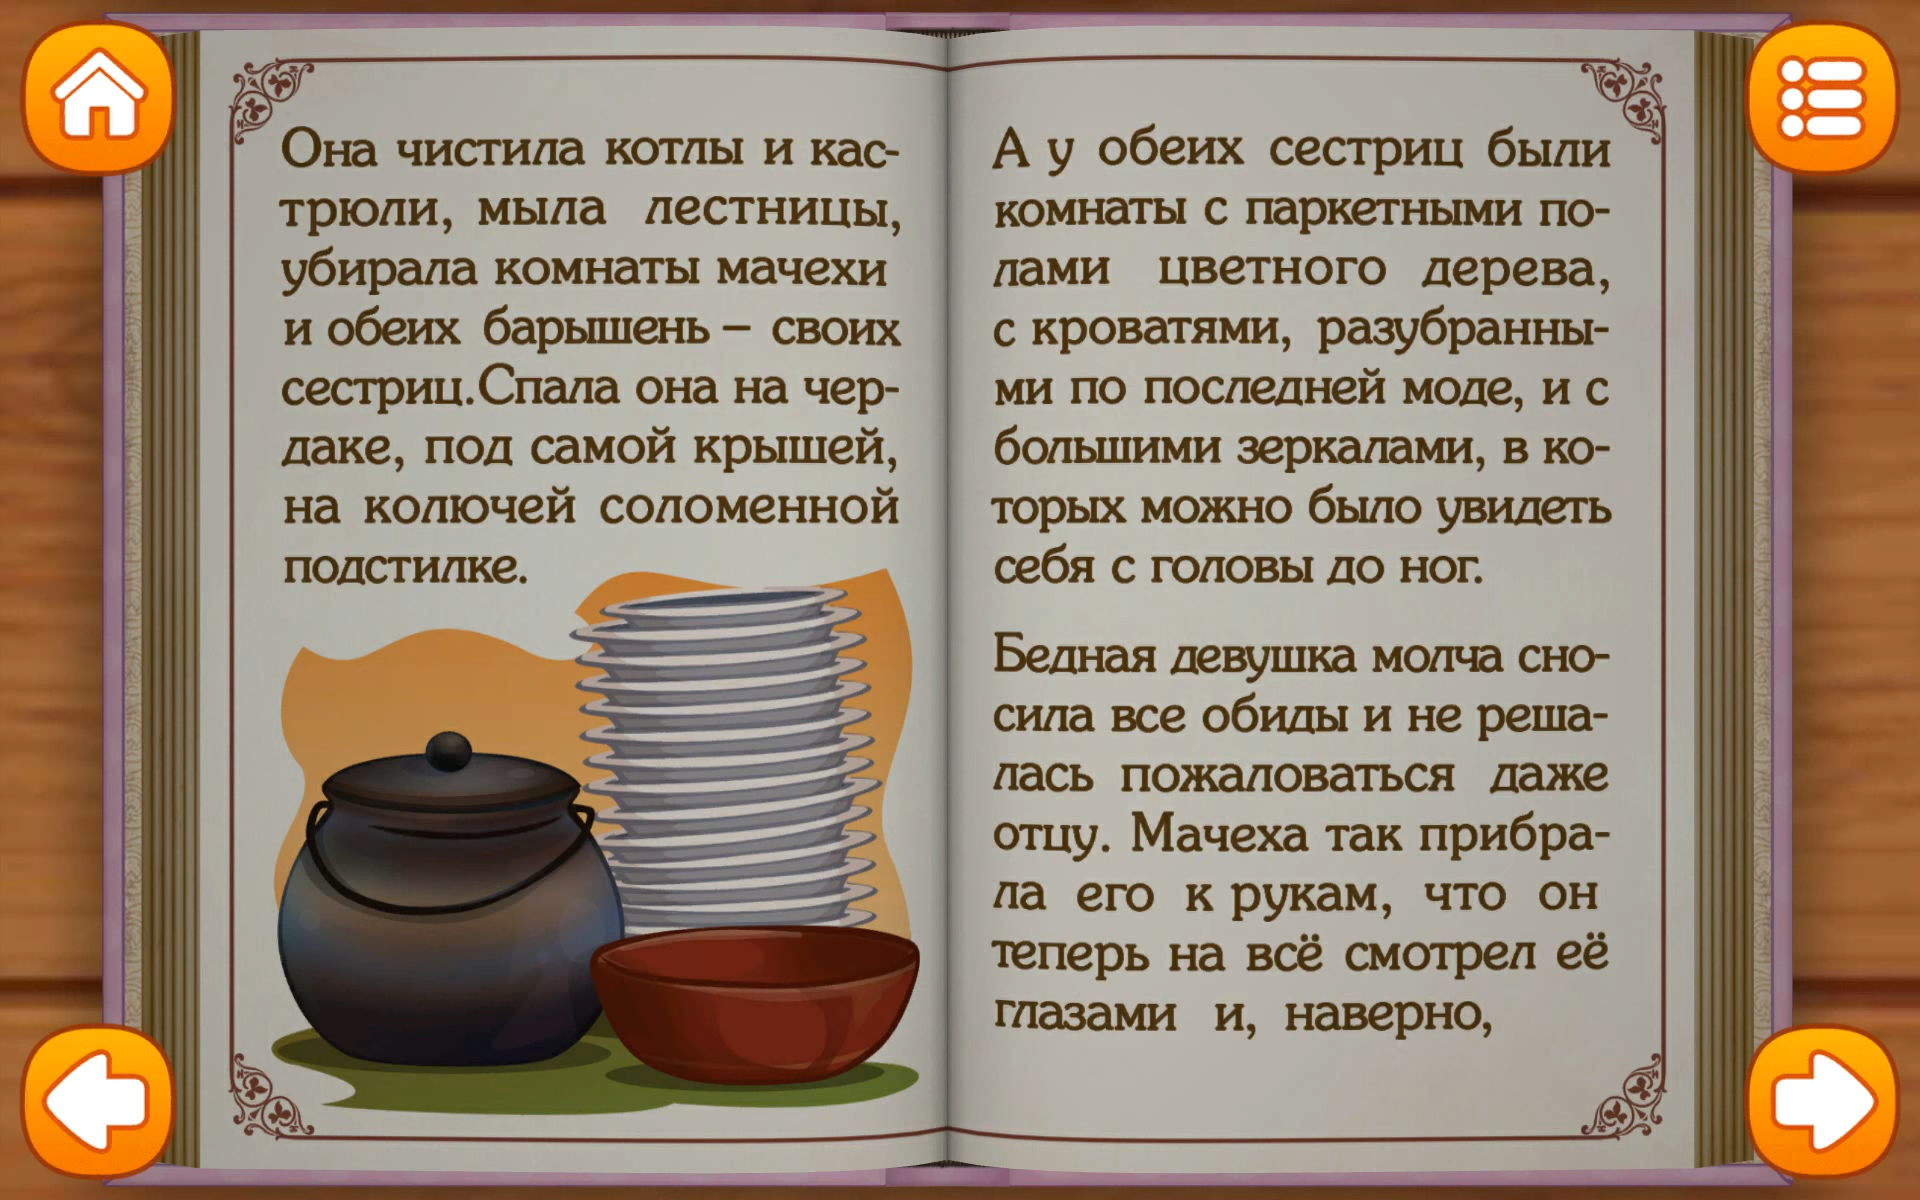 Она чистила котлы и кас-
трюли, мыла лестницы,
убирала комнаты мачехи
и обеих барышень – своих
сестриц.Спала она на чер-
даке, под самой крышей,
на колючей соломенной
подстилке.
А у обеих сестриц были
комнаты с паркетными по-
лами цветного дерева,
с кроватями, разубранны-
ми по последней моде, и с
большими зеркалами, в ко-
торых можно было увидеть
себя с головы до ног.
Бедная девушка молча сно-
сила все обиды и не реша-
лась пожаловаться даже
отцу. Мачеха так прибра-
ла его к рукам, что он
теперь на всё смотрел её
глазами и, наверно,